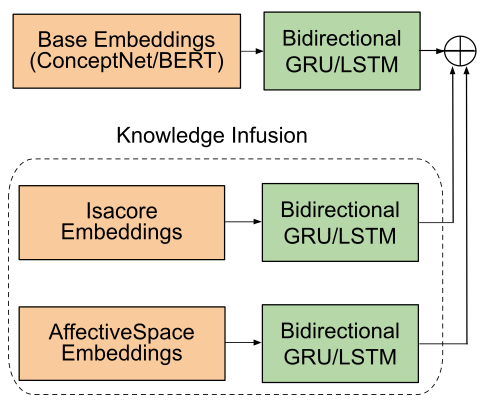 Base Embeddings
(ConceptNet/BERT)
Bidirectional
GRU/LSTM
Knowledge Infusion
Isacore
Embeddings
Bidirectional
GRU/LSTM
AffectiveSpace
Embeddings
Bidirectional
GRU/LSTM